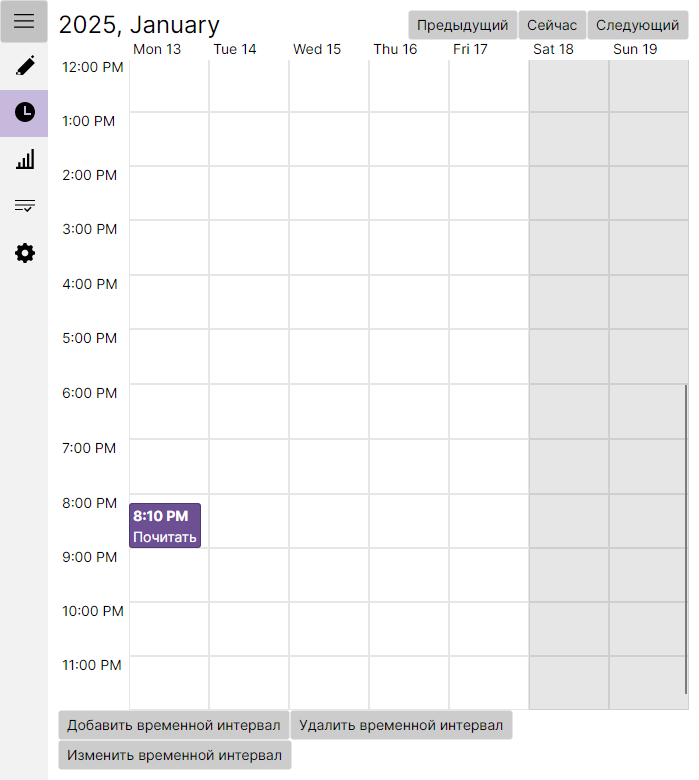 2025, January
Предыдущий Сейчас Следующий
Mon 13 Tue 14 Wed 15 Thu 16 Fri 17 Sat 18 Sun 19
12:00 PM
1:00 PM
2:00 PM
3:00 PM
4:00 PM
5:00 PM
6:00 PM
7:00 PM
8:00 PM
8:10 PM
Почитать
9:00 PM
10:00 PM
11:00 PM
Добавить временной интервал Удалить временной интервал
Изменить временной интервал